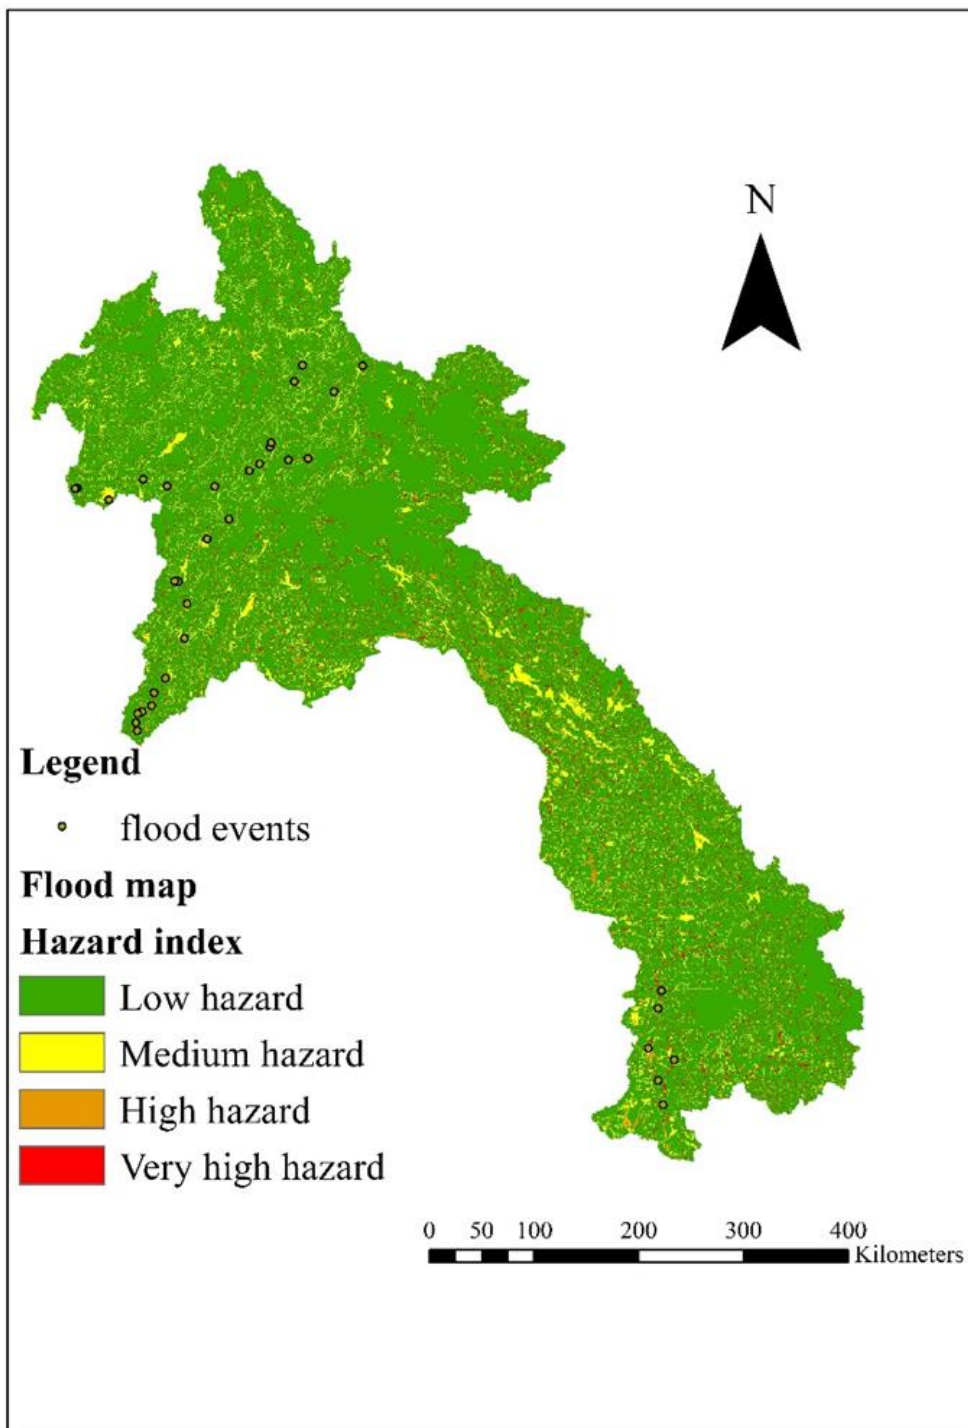 N
Legend
flood events
Flood map
Hazard index
Low hazard
Medium hazard
High hazard
Very high hazard
0 50 100 200 300 400
Kilometers